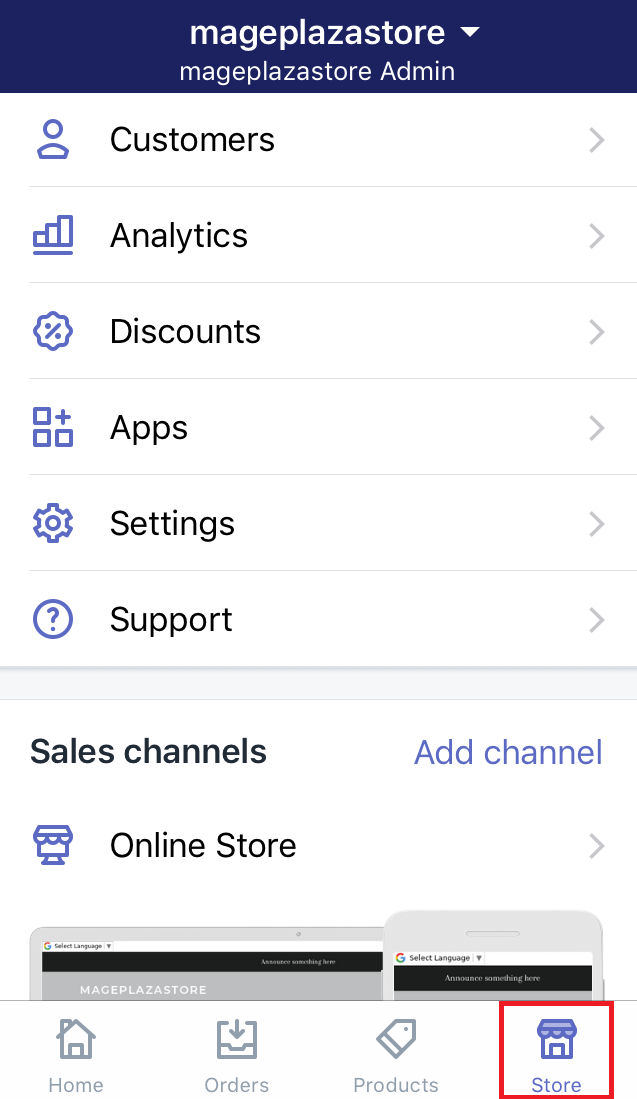 mageplazastore
mageplazastore Admin
Customers
Analytics
Discounts
Apps
Settings
Support
Sales channels
Add channel
Online Store
G Select Language
Announce something here
MAGEPLAZASTORE
G Select Language
Announce something here
Home
Orders
Products
Store